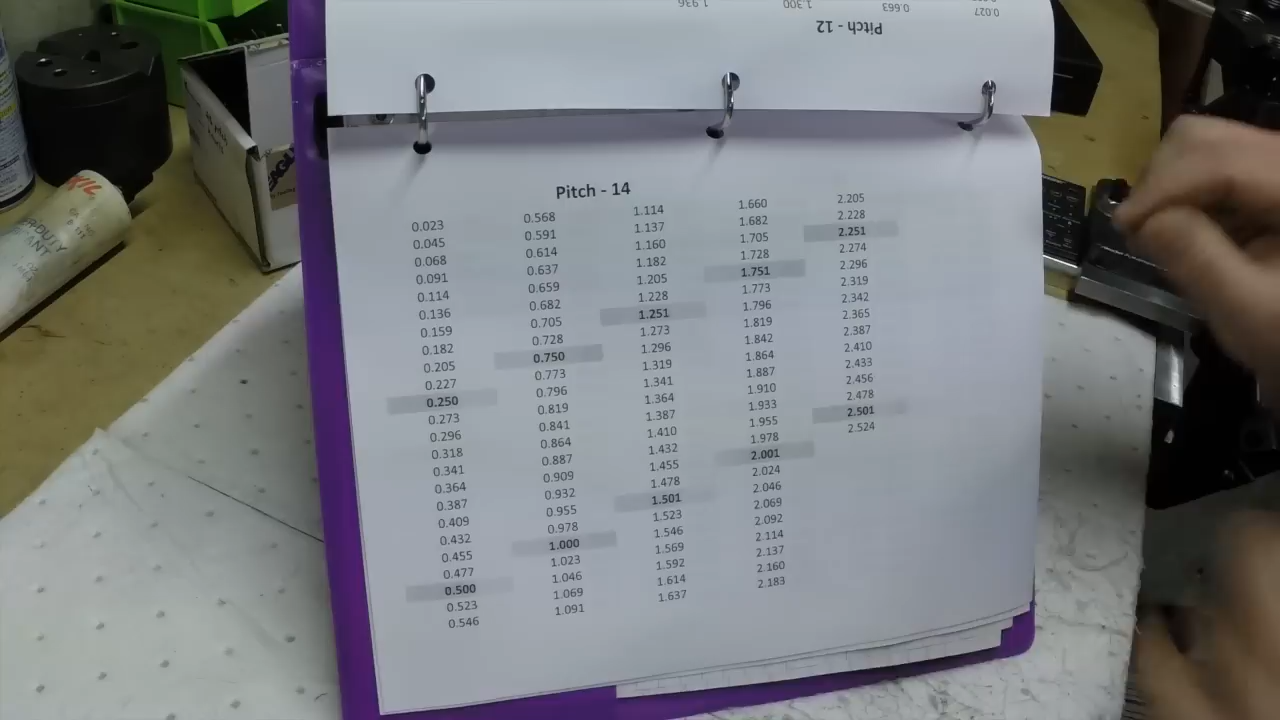 1.936 1.300 0.663 0.027
Pitch - 12
Pitch - 14
0.023 0.568 1.114 1.660 2.205
0.045 0.591 1.137 1.682 2.228
0.068 0.614 1.160 1.705 2.251
0.091 0.637 1.182 1.728 2.274
0.114 0.659 1.205 1.751 2.296
0.136 0.682 1.228 1.773 2.319
0.159 0.705 1.251 1.796 2.342
0.182 0.728 1.273 1.819 2.365
0.205 0.750 1.296 1.842 2.387
0.227 0.773 1.319 1.864 2.410
0.250 0.796 1.341 1.887 2.433
0.273 0.819 1.364 1.910 2.456
0.296 0.841 1.387 1.933 2.478
0.318 0.864 1.410 1.955 2.501
0.341 0.887 1.432 1.978 2.524
0.364 0.909 1.455 2.001
0.387 0.932 1.478 2.024
0.409 0.955 1.501 2.046
0.432 0.978 1.523 2.069
0.455 1.000 1.546 2.092
0.477 1.023 1.569 2.114
0.500 1.046 1.592 2.137
0.523 1.069 1.614 2.160
0.546 1.091 1.637 2.183